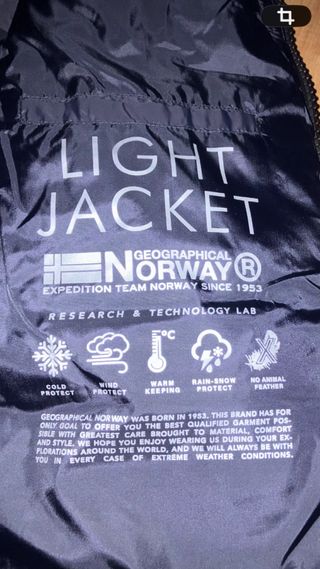 LIGHT
JACKET
GEOGRAPHICAL
NORWAY®
EXPEDITION TEAM NORWAY SINCE 1953
RESEARCH & TECHNOLOGY LAB
°C
COLD PROTECT
WIND PROTECT
WARM KEEPING
RAIN-SNOW PROTECT
NO ANIMAL FEATHER
GEOGRAPHICAL NORWAY WAS BORN IN 1953. THIS BRAND HAS FOR
ONLY GOAL TO OFFER YOU THE BEST QUALIFIED GARMENT POS-
SIBLE WITH GREATEST CARE BROUGHT TO MATERIAL, COMFORT
AND STYLE. WE HOPE YOU ENJOY WEARING US DURING YOUR EX-
PLORATIONS AROUND THE WORLD, AND WE WILL ALWAYS BE WITH
YOU IN EVERY CASE OF EXTREME WEATHER CONDITIONS.